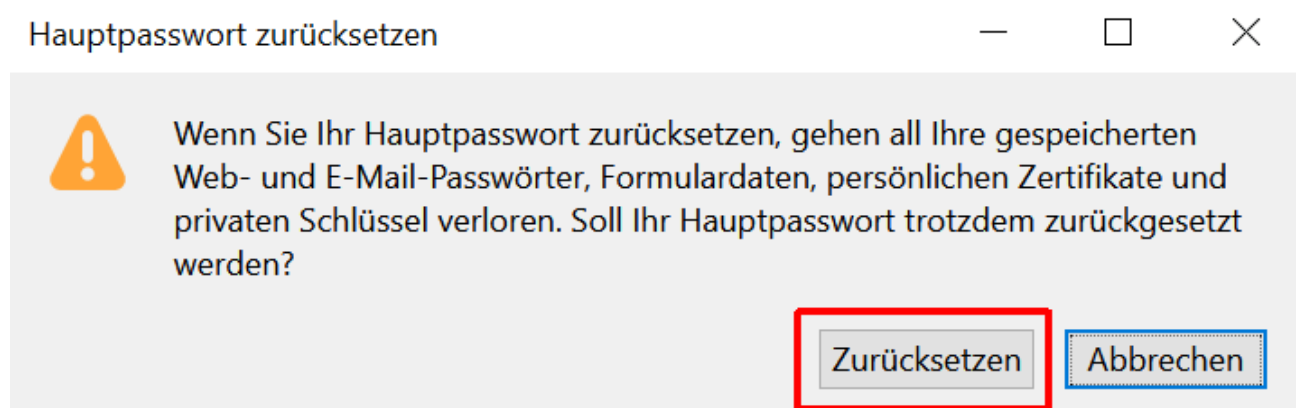 Hauptpasswort zurücksetzen
Wenn Sie Ihr Hauptpasswort zurücksetzen, gehen all Ihre gespeicherten
Web- und E-Mail-Passwörter, Formulardaten, persönlichen Zertifikate und
privaten Schlüssel verloren. Soll Ihr Hauptpasswort trotzdem zurückgesetzt
werden?
Zurücksetzen Abbrechen